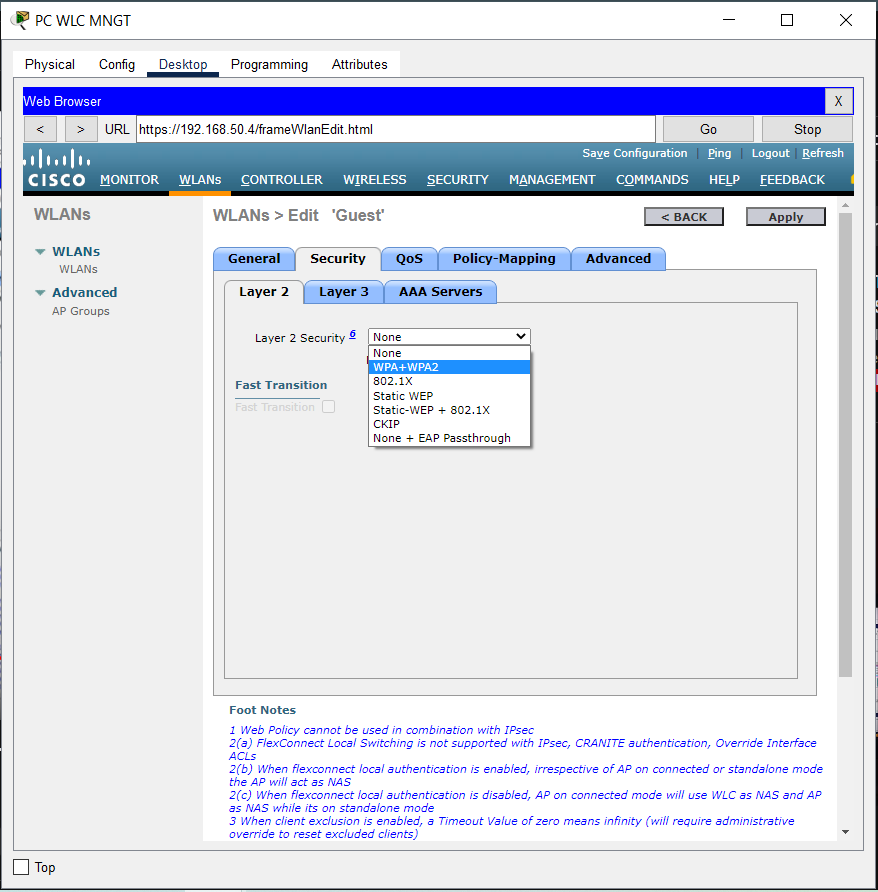 PC WLC MNGT
Physical Config Desktop Programming Attributes
Web Browser X
< > URL https://192.168.50.4/frameWlanEdit.html Go Stop
Save Configuration | Ping | Logout | Refresh
CISCO MONITOR WLANs CONTROLLER WIRELESS SECURITY MANAGEMENT COMMANDS HELP FEEDBACK
WLANs
WLANs
WLANs
Advanced
AP Groups
WLANs > Edit 'Guest'
< BACK Apply
General Security QoS Policy-Mapping Advanced
Layer 2 Layer 3 AAA Servers
Layer 2 Security 6 None
None
WPA+WPA2
802.1X
Static WEP
Static-WEP + 802.1X
CKIP
None + EAP Passthrough
Fast Transition
Fast Transition
Foot Notes
1 Web Policy cannot be used in combination with IPsec
2(a) FlexConnect Local Switching is not supported with IPsec, CRANITE authentication, Override Interface
ACLs
2(b) When flexconnect local authentication is enabled, irrespective of AP on connected or standalone mode
the AP will act as NAS
2(c) When flexconnect local authentication is disabled, AP on connected mode will use WLC as NAS and AP
as NAS while its on standalone mode
3 When client exclusion is enabled, a Timeout Value of zero means infinity (will require administrative
override to reset excluded clients)
Top